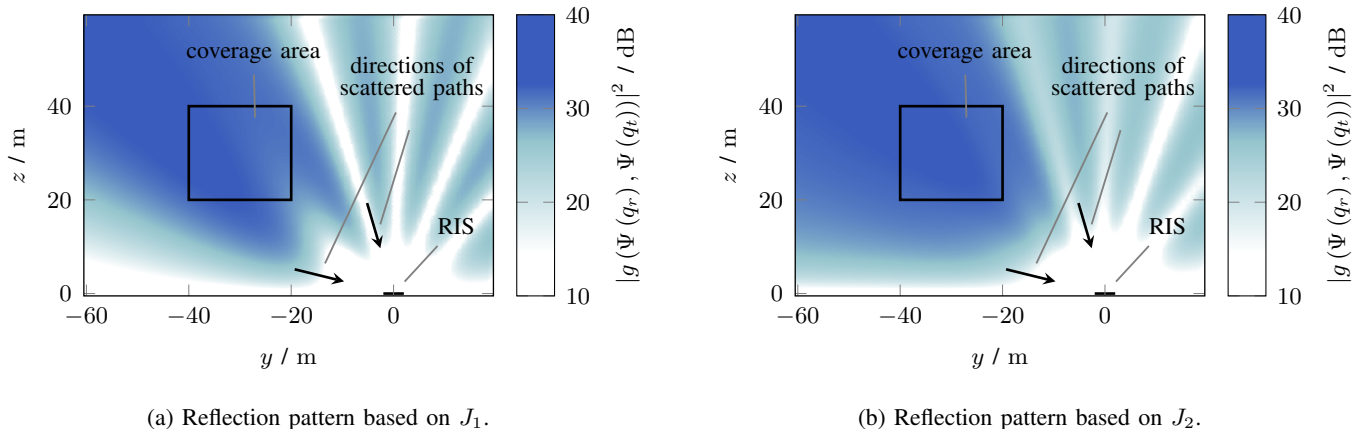 40
20
0
z / m
−60
−40
−20
0
y / m
coverage area
directions of
scattered paths
RIS
40
30
20
10
|g (Ψ (q_r) , Ψ (q_t))|² / dB
(a) Reflection pattern based on J₁.
40
20
0
z / m
−60
−40
−20
0
y / m
coverage area
directions of
scattered paths
RIS
40
30
20
10
|g (Ψ (q_r) , Ψ (q_t))|² / dB
(b) Reflection pattern based on J₂.